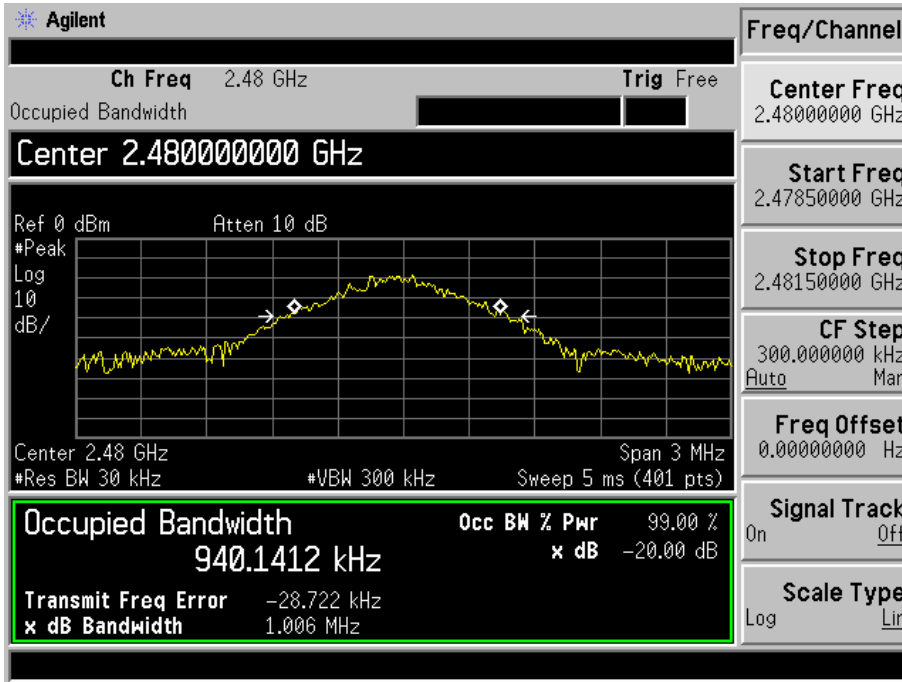 Agilent
Freq/Channel
Ch Freq 2.48 GHz Trig Free
Occupied Bandwidth
Center 2.480000000 GHz
Ref 0 dBm Atten 10 dB
#Peak
Log
10
dB/
Center 2.48 GHz Span 3 MHz
#Res BW 30 kHz #VBW 300 kHz Sweep 5 ms (401 pts)
Occupied Bandwidth Occ BW % Pwr 99.00 %
940.1412 kHz x dB -20.00 dB
Transmit Freq Error -28.722 kHz
x dB Bandwidth 1.006 MHz
Center Freq
2.48000000 GHz
Start Freq
2.47850000 GHz
Stop Freq
2.48150000 GHz
CF Step
300.000000 kHz
Auto Man
Freq Offset
0.00000000 Hz
Signal Track
On Off
Scale Type
Log Lin